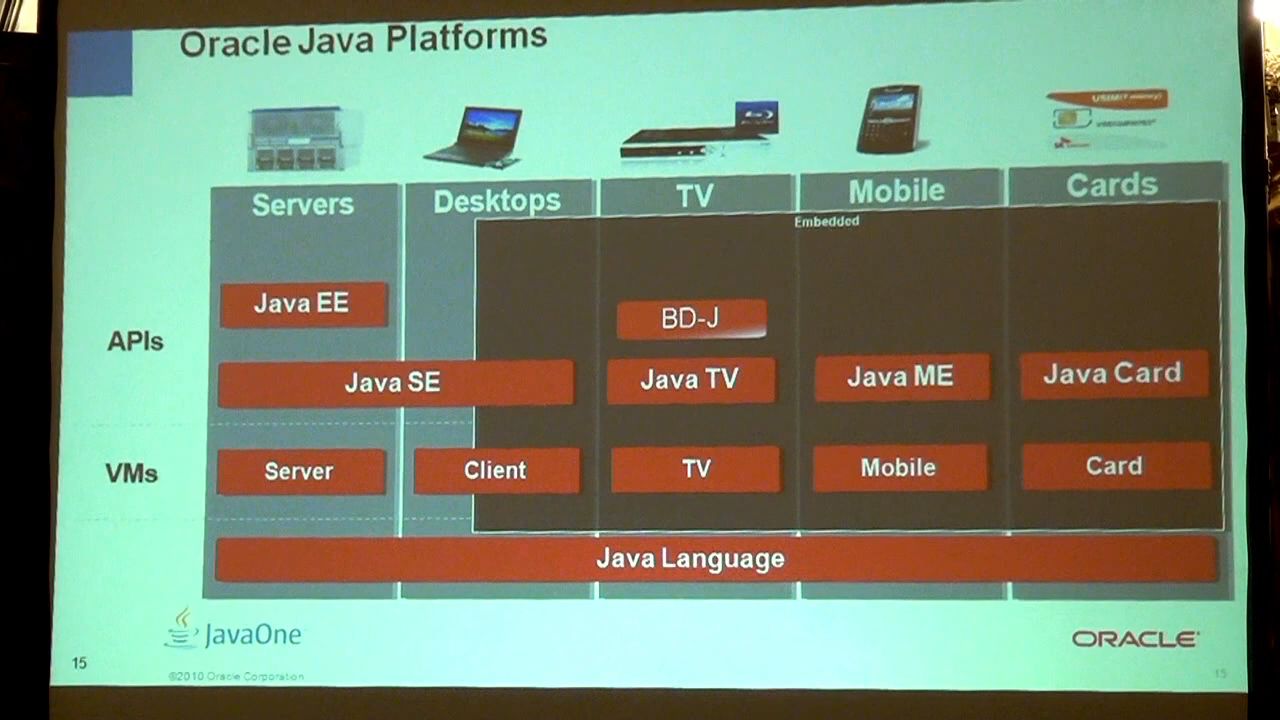 Oracle Java Platforms
Servers Desktops TV Mobile Cards
Embedded
Java EE BD-J
APIs
Java SE Java TV Java ME Java Card
VMs Server Client TV Mobile Card
Java Language
JavaOne ORACLE
15 ©2010 Oracle Corporation 15